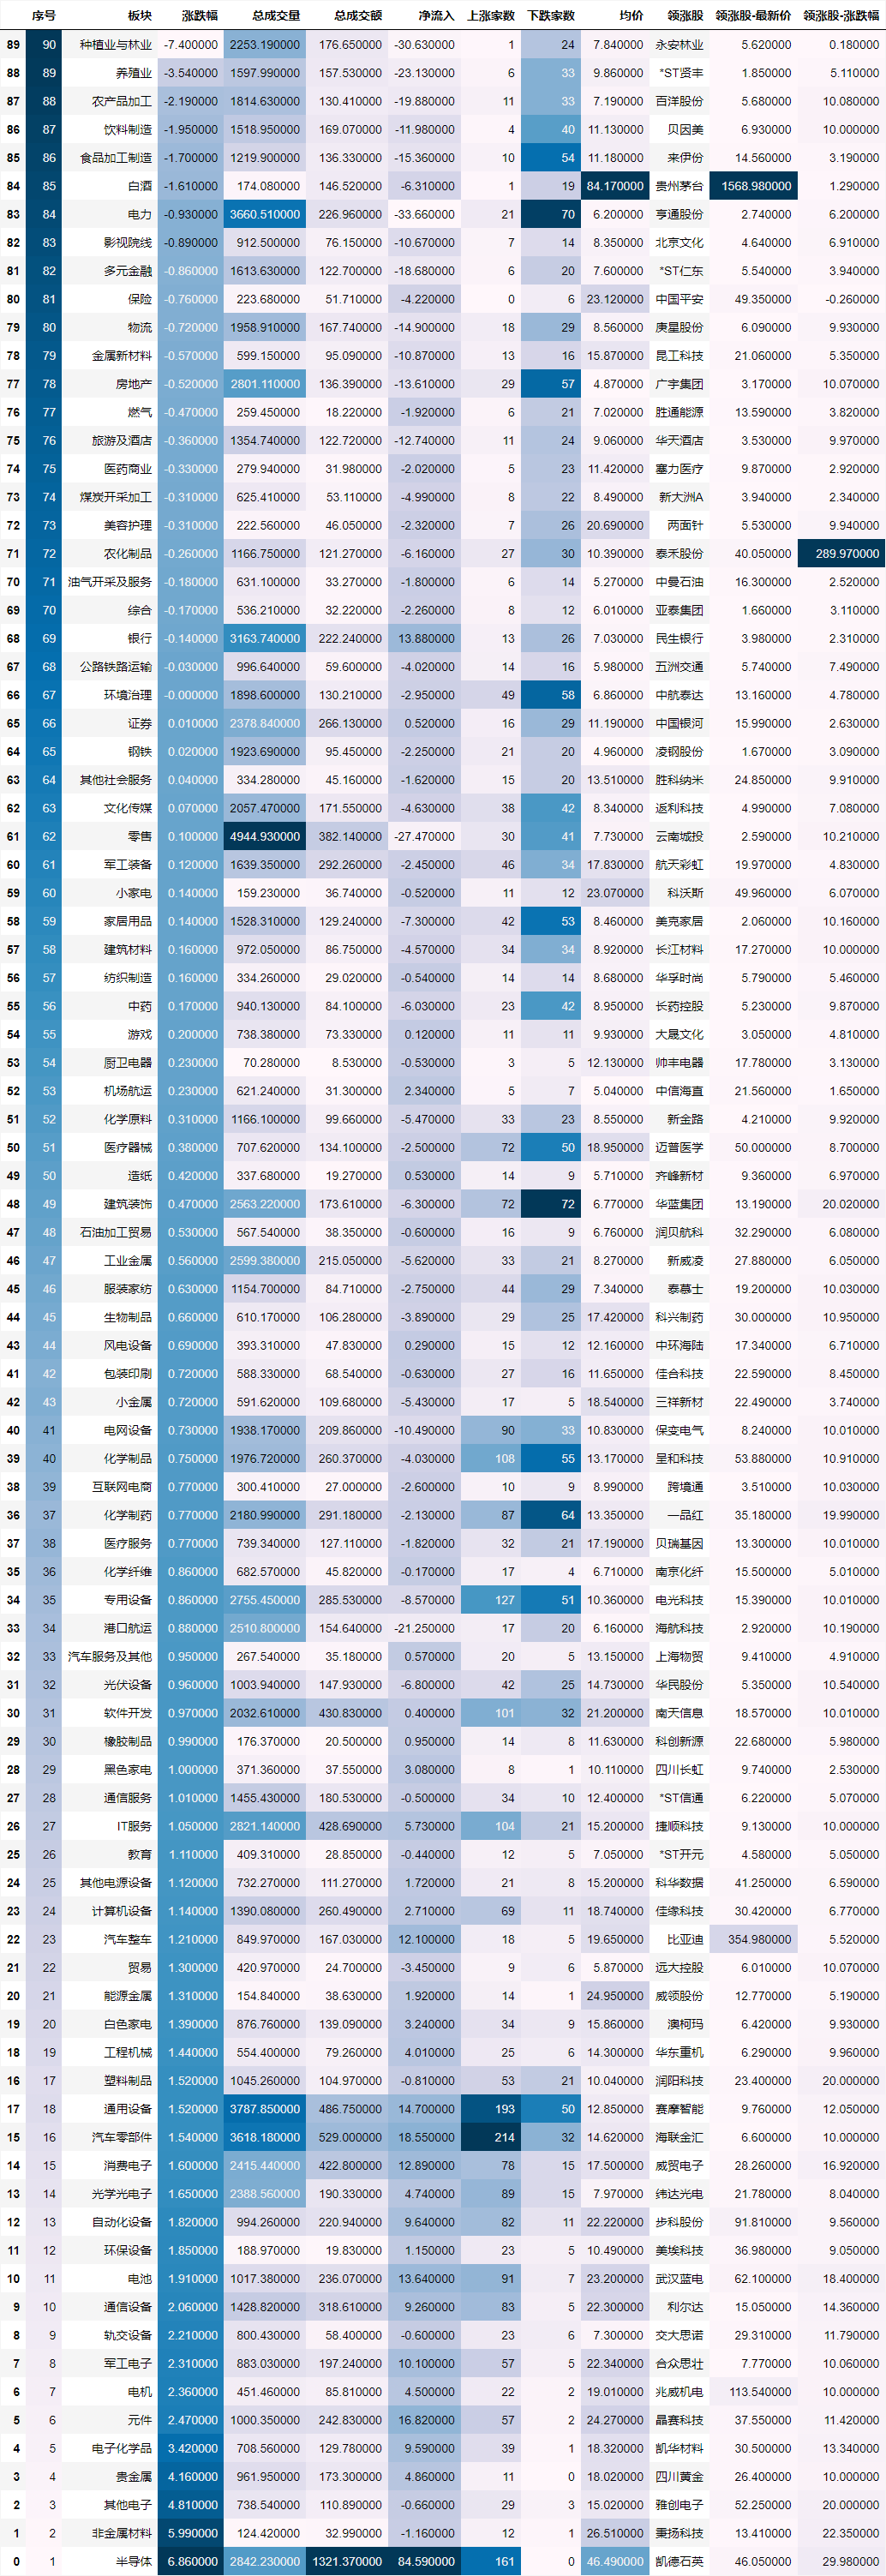 序号 板块 涨跌幅 总成交量 总成交额 净流入 上涨家数 下跌家数 均价 领涨股 领涨股-最新价 领涨股-涨跌幅
89 90 种植业与林业 -7.400000 2253.190000 176.650000 -30.630000 1 24 7.840000 永安林业 5.620000 0.180000
88 89 养殖业 -3.540000 1597.990000 157.530000 -23.130000 6 33 9.860000 *ST贤丰 1.850000 5.110000
87 88 农产品加工 -2.190000 1814.630000 130.410000 -19.880000 11 33 7.190000 百洋股份 5.680000 10.080000
86 87 饮料制造 -1.950000 1518.950000 169.070000 -11.980000 4 40 11.130000 贝因美 6.930000 10.000000
85 86 食品加工制造 -1.700000 1219.900000 136.330000 -15.360000 10 54 11.180000 来伊份 14.560000 3.190000
84 85 白酒 -1.610000 174.080000 146.520000 -6.310000 1 19 84.170000 贵州茅台 1568.980000 1.290000
83 84 电力 -0.930000 3660.510000 226.960000 -33.660000 21 70 6.200000 亨通股份 2.740000 6.200000
82 83 影视院线 -0.890000 912.500000 76.150000 -10.670000 7 14 8.350000 北京文化 4.640000 6.910000
81 82 多元金融 -0.860000 1613.630000 122.700000 -18.680000 6 20 7.600000 *ST仁东 5.540000 3.940000
80 81 保险 -0.760000 223.680000 51.710000 -4.220000 0 6 23.120000 中国平安 49.350000 -0.260000
79 80 物流 -0.720000 1958.910000 167.740000 -14.900000 18 29 8.560000 庚星股份 6.090000 9.930000
78 79 金属新材料 -0.570000 599.150000 95.090000 -10.870000 13 16 15.870000 昆工科技 21.060000 5.350000
77 78 房地产 -0.520000 2801.110000 136.390000 -13.610000 29 57 4.870000 广宇集团 3.170000 10.070000
76 77 燃气 -0.470000 259.450000 18.220000 -1.920000 6 21 7.020000 胜通能源 13.590000 3.820000
75 76 旅游及酒店 -0.360000 1354.740000 122.720000 -12.740000 11 24 9.060000 华天酒店 3.530000 9.970000
74 75 医药商业 -0.330000 279.940000 31.980000 -2.020000 5 23 11.420000 塞力医疗 9.870000 2.920000
73 74 煤炭开采加工 -0.310000 625.410000 53.110000 -4.990000 8 22 8.490000 新大洲A 3.940000 2.340000
72 73 美容护理 -0.310000 222.560000 46.050000 -2.320000 7 26 20.690000 两面针 5.530000 9.940000
71 72 农化制品 -0.260000 1166.750000 121.270000 -6.160000 27 30 10.390000 泰禾股份 40.050000 289.970000
70 71 油气开采及服务 -0.180000 631.100000 33.270000 -1.800000 6 14 5.270000 中曼石油 16.300000 2.520000
69 70 综合 -0.170000 536.210000 32.220000 -2.260000 8 12 6.010000 亚泰集团 1.660000 3.110000
68 69 银行 -0.140000 3163.740000 222.240000 13.880000 13 26 7.030000 民生银行 3.980000 2.310000
67 68 公路铁路运输 -0.030000 996.640000 59.600000 -4.020000 14 16 5.980000 五洲交通 5.740000 7.490000
66 67 环境治理 -0.000000 1898.600000 130.210000 -2.950000 49 58 6.860000 中航泰达 13.160000 4.780000
65 66 证券 0.010000 2378.840000 266.130000 0.520000 16 29 11.190000 中国银河 15.990000 2.630000
64 65 钢铁 0.020000 1923.690000 95.450000 -2.250000 21 20 4.960000 凌钢股份 1.670000 3.090000
63 64 其他社会服务 0.040000 334.280000 45.160000 -1.620000 15 20 13.510000 胜科纳米 24.850000 9.910000
62 63 文化传媒 0.070000 2057.470000 171.550000 -4.630000 38 42 8.340000 返利科技 4.990000 7.080000
61 62 零售 0.100000 4944.930000 382.140000 -27.470000 30 41 7.730000 云南城投 2.590000 10.210000
60 61 军工装备 0.120000 1639.350000 292.260000 -2.450000 46 34 17.830000 航天彩虹 19.970000 4.830000
59 60 小家电 0.140000 159.230000 36.740000 -0.520000 11 12 23.070000 科沃斯 49.960000 6.070000
58 59 家居用品 0.140000 1528.310000 129.240000 -7.300000 42 53 8.460000 美克家居 2.060000 10.160000
57 58 建筑材料 0.160000 972.050000 86.750000 -4.570000 34 34 8.920000 长江材料 17.270000 10.000000
56 57 纺织制造 0.160000 334.260000 29.020000 -0.540000 14 14 8.680000 华孚时尚 5.790000 5.460000
55 56 中药 0.170000 940.130000 84.100000 -6.030000 23 42 8.950000 长药控股 5.230000 9.870000
54 55 游戏 0.200000 738.380000 73.330000 0.120000 11 11 9.930000 大晟文化 3.050000 4.810000
53 54 厨卫电器 0.230000 70.280000 8.530000 -0.530000 3 5 12.130000 帅丰电器 17.780000 3.130000
52 53 机场航运 0.230000 621.240000 31.300000 2.340000 5 7 5.040000 中信海直 21.560000 1.650000
51 52 化学原料 0.310000 1166.100000 99.660000 -5.470000 33 23 8.550000 新金路 4.210000 9.920000
50 51 医疗器械 0.380000 707.620000 134.100000 -2.500000 72 50 18.950000 迈普医学 50.000000 8.700000
49 50 造纸 0.420000 337.680000 19.270000 0.530000 14 9 5.710000 齐峰新材 9.360000 6.970000
48 49 建筑装饰 0.470000 2563.220000 173.610000 -6.300000 72 72 6.770000 华蓝集团 13.190000 20.020000
47 48 石油加工贸易 0.530000 567.540000 38.350000 -0.600000 16 9 6.760000 润贝航科 32.290000 6.080000
46 47 工业金属 0.560000 2599.380000 215.050000 -5.620000 33 21 8.270000 新威凌 27.880000 6.050000
45 46 服装家纺 0.630000 1154.700000 84.710000 -2.750000 44 29 7.340000 泰慕士 19.200000 10.030000
44 45 生物制品 0.660000 610.170000 106.280000 -3.890000 29 25 17.420000 科兴制药 30.000000 10.950000
43 44 风电设备 0.690000 393.310000 47.830000 0.290000 15 12 12.160000 中环海陆 17.340000 6.710000
41 42 包装印刷 0.720000 588.330000 68.540000 -0.630000 27 16 11.650000 佳合科技 22.590000 8.450000
42 43 小金属 0.720000 591.620000 109.680000 -5.430000 17 5 18.540000 三祥新材 22.490000 3.740000
40 41 电网设备 0.730000 1938.170000 209.860000 -10.490000 90 33 10.830000 保变电气 8.240000 10.010000
39 40 化学制品 0.750000 1976.720000 260.370000 -4.030000 108 55 13.170000 呈和科技 53.880000 10.910000
38 39 互联网电商 0.770000 300.410000 27.000000 -2.600000 10 9 8.990000 跨境通 3.510000 10.030000
36 37 化学制药 0.770000 2180.990000 291.180000 -2.130000 87 64 13.350000 一品红 35.180000 19.990000
37 38 医疗服务 0.770000 739.340000 127.110000 -1.820000 32 21 17.190000 贝瑞基因 13.300000 10.010000
35 36 化学纤维 0.860000 682.570000 45.820000 -0.170000 17 4 6.710000 南京化纤 15.500000 5.010000
34 35 专用设备 0.860000 2755.450000 285.530000 -8.570000 127 51 10.360000 电光科技 15.390000 10.010000
33 34 港口航运 0.880000 2510.800000 154.640000 -21.250000 17 20 6.160000 海航科技 2.920000 10.190000
32 33 汽车服务及其他 0.950000 267.540000 35.180000 0.570000 20 5 13.150000 上海物贸 9.410000 4.910000
31 32 光伏设备 0.960000 1003.940000 147.930000 -6.800000 42 25 14.730000 华民股份 5.350000 10.540000
30 31 软件开发 0.970000 2032.610000 430.830000 0.400000 101 32 21.200000 南天信息 18.570000 10.010000
29 30 橡胶制品 0.990000 176.370000 20.500000 0.950000 14 8 11.630000 科创新源 22.680000 5.980000
28 29 黑色家电 1.000000 371.360000 37.550000 3.080000 8 1 10.110000 四川长虹 9.740000 2.530000
27 28 通信服务 1.010000 1455.430000 180.530000 -0.500000 34 10 12.400000 *ST信通 6.220000 5.070000
26 27 IT服务 1.050000 2821.140000 428.690000 5.730000 104 21 15.200000 捷顺科技 9.130000 10.000000
25 26 教育 1.110000 409.310000 28.850000 -0.440000 12 5 7.050000 *ST开元 4.580000 5.050000
24 25 其他电源设备 1.120000 732.270000 111.270000 1.720000 21 8 15.200000 科华数据 41.250000 6.590000
23 24 计算机设备 1.140000 1390.080000 260.490000 2.710000 69 11 18.740000 佳缘科技 30.420000 6.770000
22 23 汽车整车 1.210000 849.970000 167.030000 12.100000 18 5 19.650000 比亚迪 354.980000 5.520000
21 22 贸易 1.300000 420.970000 24.700000 -3.450000 9 6 5.870000 远大控股 6.010000 10.070000
20 21 能源金属 1.310000 154.840000 38.630000 1.920000 14 1 24.950000 威领股份 12.770000 5.190000
19 20 白色家电 1.390000 876.760000 139.090000 3.240000 34 9 15.860000 澳柯玛 6.420000 9.930000
18 19 工程机械 1.440000 554.400000 79.260000 4.010000 25 6 14.300000 华东重机 6.290000 9.960000
16 17 塑料制品 1.520000 1045.260000 104.970000 -0.810000 53 21 10.040000 润阳科技 23.400000 20.000000
17 18 通用设备 1.520000 3787.850000 486.750000 14.700000 193 50 12.850000 赛摩智能 9.760000 12.050000
15 16 汽车零部件 1.540000 3618.180000 529.000000 18.550000 214 32 14.620000 海联金汇 6.600000 10.000000
14 15 消费电子 1.600000 2415.440000 422.800000 12.890000 78 15 17.500000 威贸电子 28.260000 16.920000
13 14 光学光电子 1.650000 2388.560000 190.330000 4.740000 89 15 7.970000 纬达光电 21.780000 8.040000
12 13 自动化设备 1.820000 994.260000 220.940000 9.640000 82 11 22.220000 步科股份 91.810000 9.560000
11 12 环保设备 1.850000 188.970000 19.830000 1.150000 23 5 10.490000 美埃科技 36.980000 9.050000
10 11 电池 1.910000 1017.380000 236.070000 13.640000 91 7 23.200000 武汉蓝电 62.100000 18.400000
9 10 通信设备 2.060000 1428.820000 318.610000 9.260000 83 5 22.300000 利尔达 15.050000 14.360000
8 9 轨交设备 2.210000 800.430000 58.400000 -0.600000 23 6 7.300000 交大思诺 29.310000 11.790000
7 8 军工电子 2.310000 883.030000 197.240000 10.100000 57 5 22.340000 合众思壮 7.770000 10.060000
6 7 电机 2.360000 451.460000 85.810000 4.500000 22 2 19.010000 兆威机电 113.540000 10.000000
5 6 元件 2.470000 1000.350000 242.830000 16.820000 57 2 24.270000 晶赛科技 37.550000 11.420000
4 5 电子化学品 3.420000 708.560000 129.780000 9.590000 39 1 18.320000 凯华材料 30.500000 13.340000
3 4 贵金属 4.160000 961.950000 173.300000 4.860000 11 0 18.020000 四川黄金 26.400000 10.000000
2 3 其他电子 4.810000 738.540000 110.890000 -0.660000 29 3 15.020000 雅创电子 52.250000 20.000000
1 2 非金属材料 5.990000 124.420000 32.990000 -1.160000 12 1 26.510000 秉扬科技 13.410000 22.350000
0 1 半导体 6.860000 2842.230000 1321.370000 84.590000 161 0 46.490000 凯德石英 46.050000 29.980000